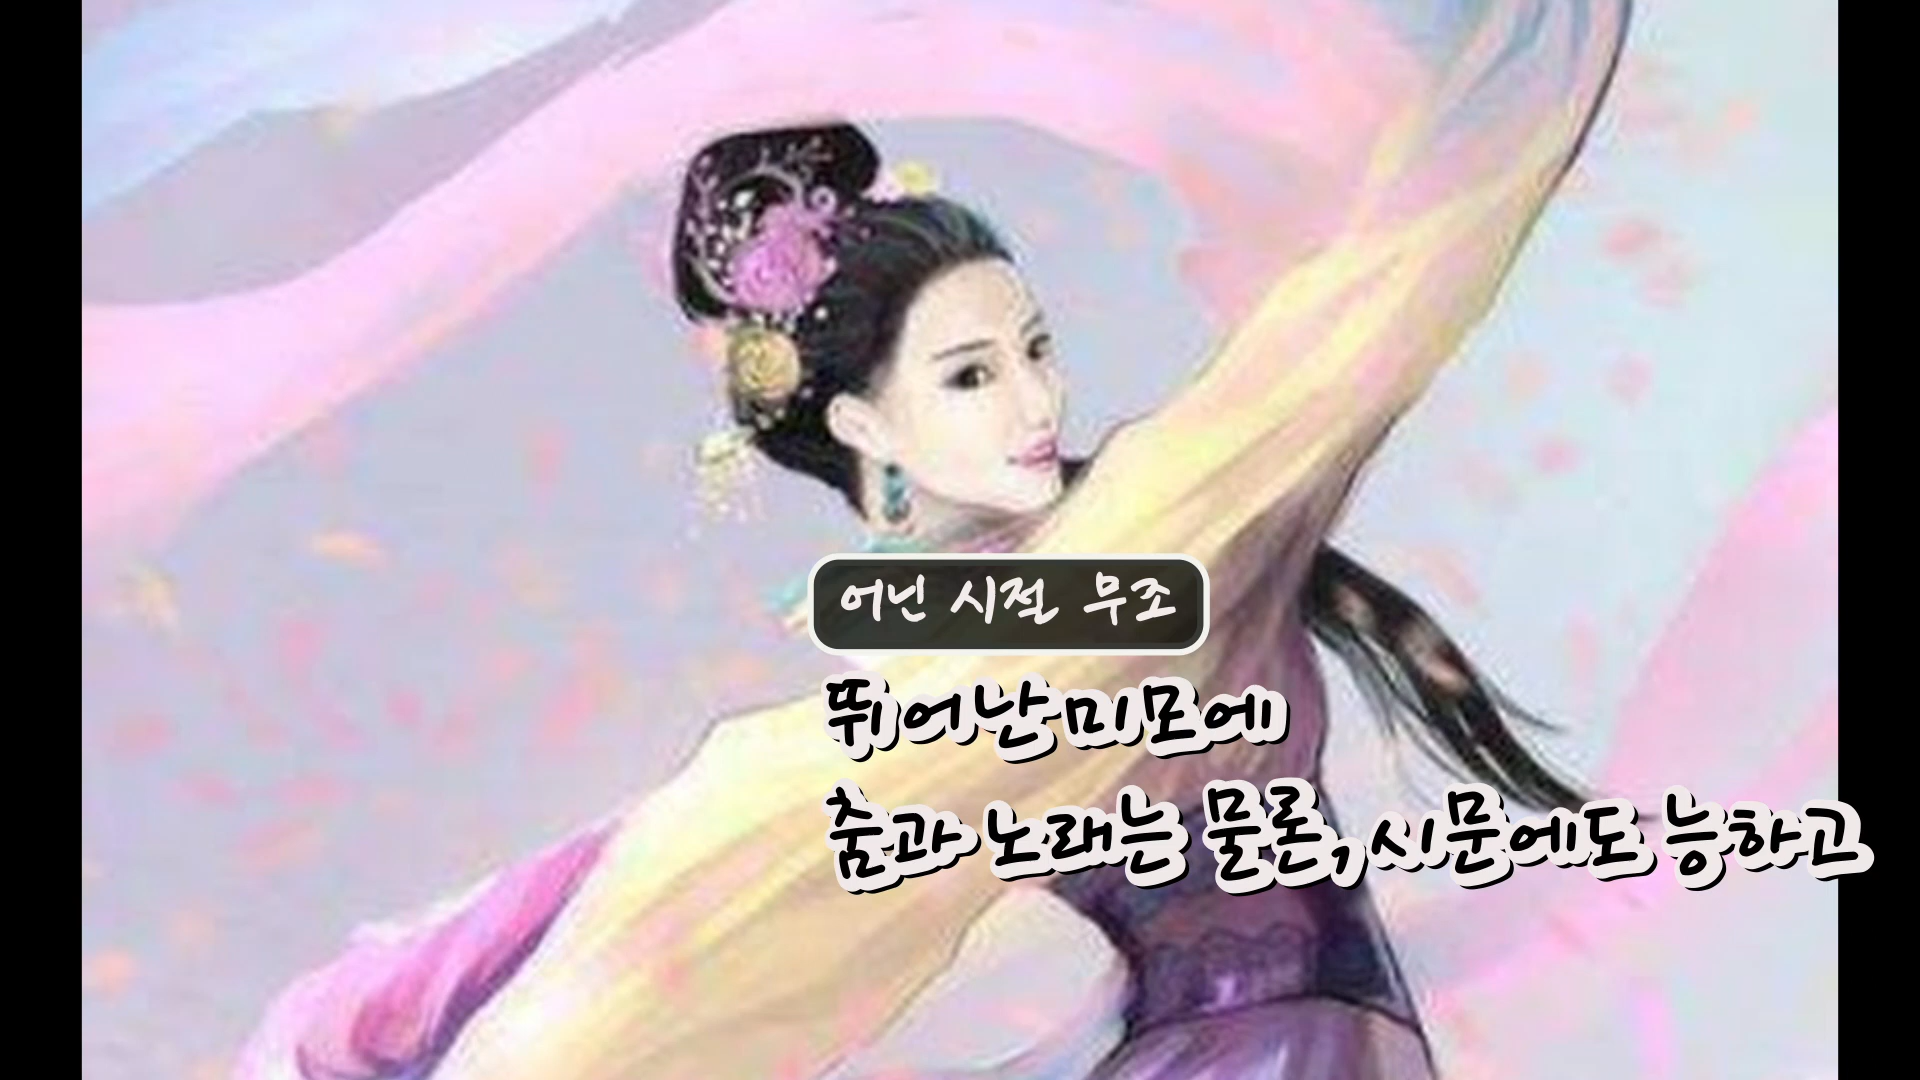 어닌 시절 무조
뛰어난 미모에
춤과 노래는 물론, 시문에도 능하고